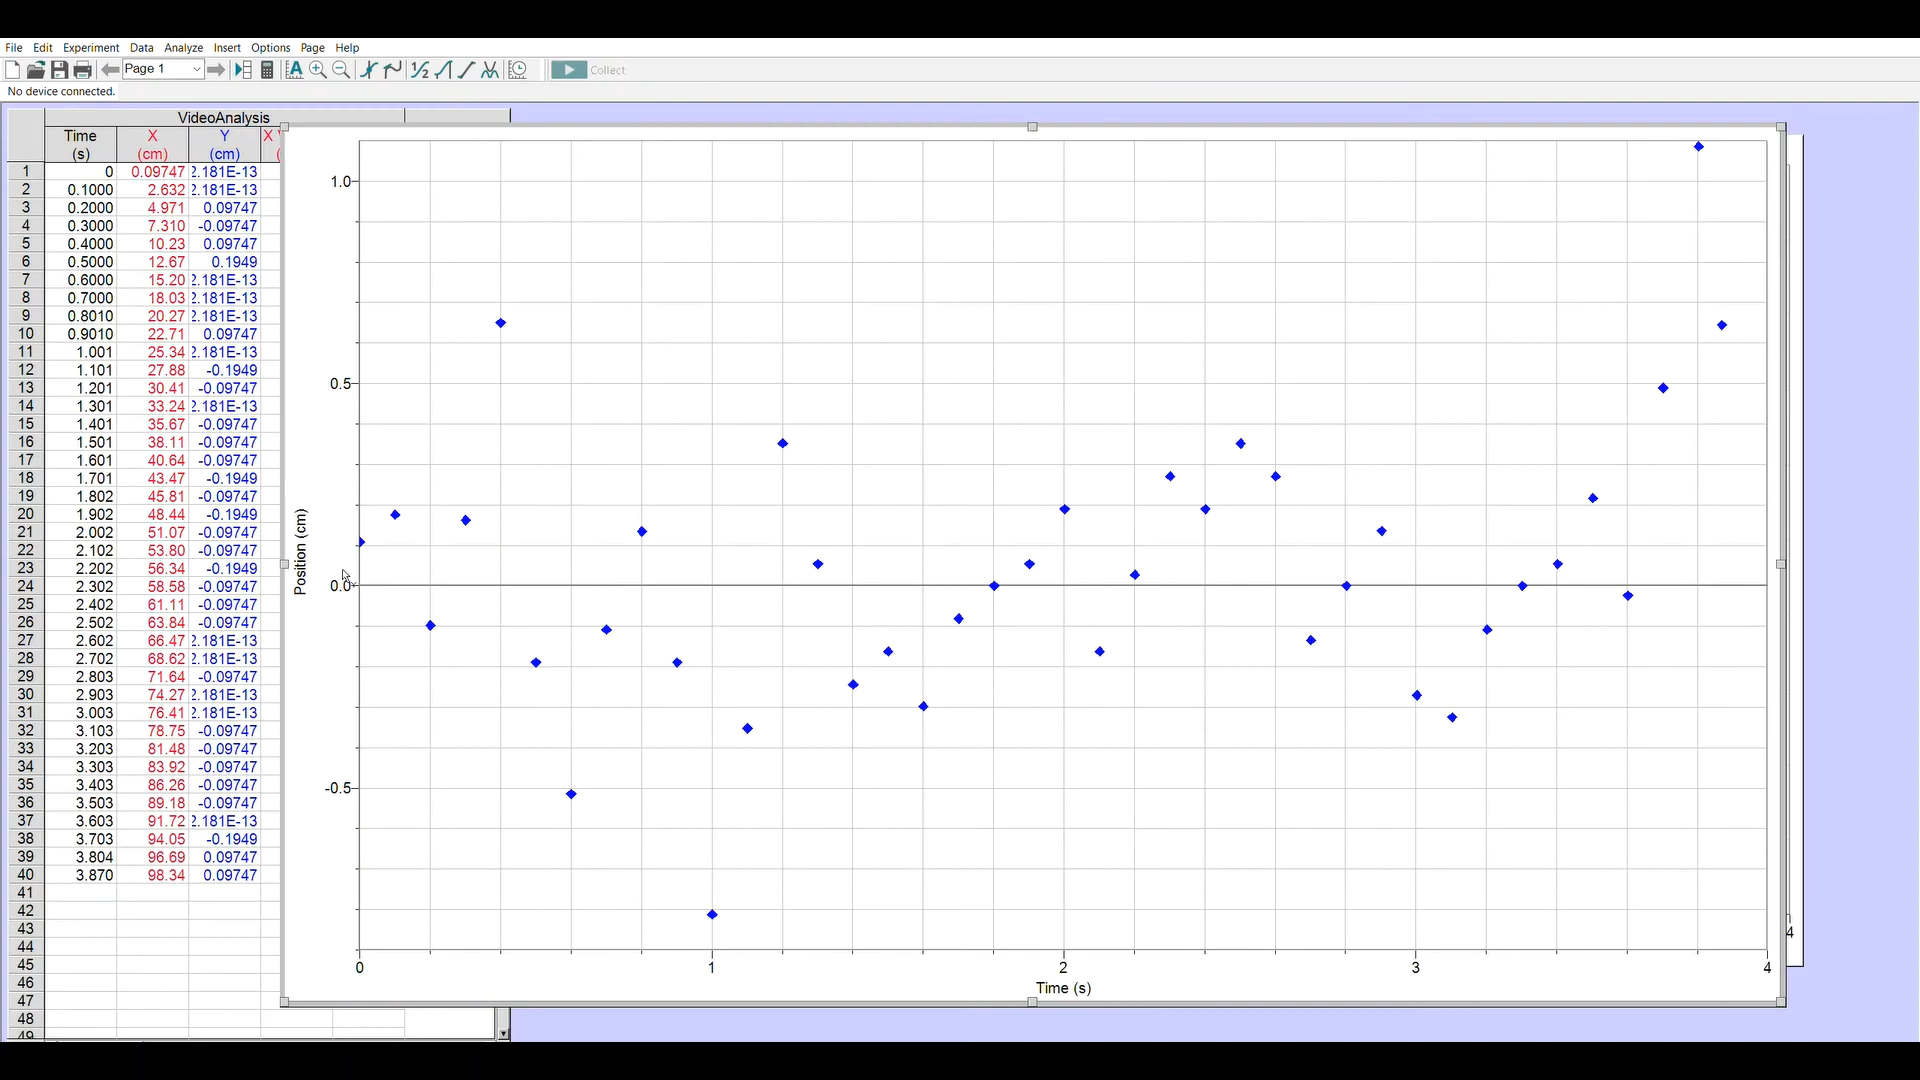 File Edit Experiment Data Analyze Insert Options Page Help
Page 1 Collect
No device connected.
VideoAnalysis
Time X Y X
(s) (cm) (cm) (
1 0 0.09747 2.181E-13
2 0.1000 2.632 2.181E-13
3 0.2000 4.971 0.09747
4 0.3000 7.310 -0.09747
5 0.4000 10.23 0.09747
6 0.5000 12.67 0.1949
7 0.6000 15.20 2.181E-13
8 0.7000 18.03 2.181E-13
9 0.8010 20.27 2.181E-13
10 0.9010 22.71 0.09747
11 1.001 25.34 2.181E-13
12 1.101 27.88 -0.1949
13 1.201 30.41 -0.09747
14 1.301 33.24 2.181E-13
15 1.401 35.67 -0.09747
16 1.501 38.11 -0.09747
17 1.601 40.64 -0.09747
18 1.701 43.47 -0.1949
19 1.802 45.81 -0.09747
20 1.902 48.44 -0.1949
21 2.002 51.07 -0.09747
22 2.102 53.80 -0.09747
23 2.202 56.34 -0.1949
24 2.302 58.58 -0.09747
25 2.402 61.11 -0.09747
26 2.502 63.84 -0.09747
27 2.602 66.47 2.181E-13
28 2.702 68.62 2.181E-13
29 2.803 71.64 -0.09747
30 2.903 74.27 2.181E-13
31 3.003 76.41 2.181E-13
32 3.103 78.75 -0.09747
33 3.203 81.48 -0.09747
34 3.303 83.92 -0.09747
35 3.403 86.26 -0.09747
36 3.503 89.18 -0.09747
37 3.603 91.72 2.181E-13
38 3.703 94.05 -0.1949
39 3.804 96.69 0.09747
40 3.870 98.34 0.09747
41
42
43
44
45
46
47
48
49
1.0
0.5
0.0
-0.5
Position (cm)
0 1 2 3 4
Time (s)
4